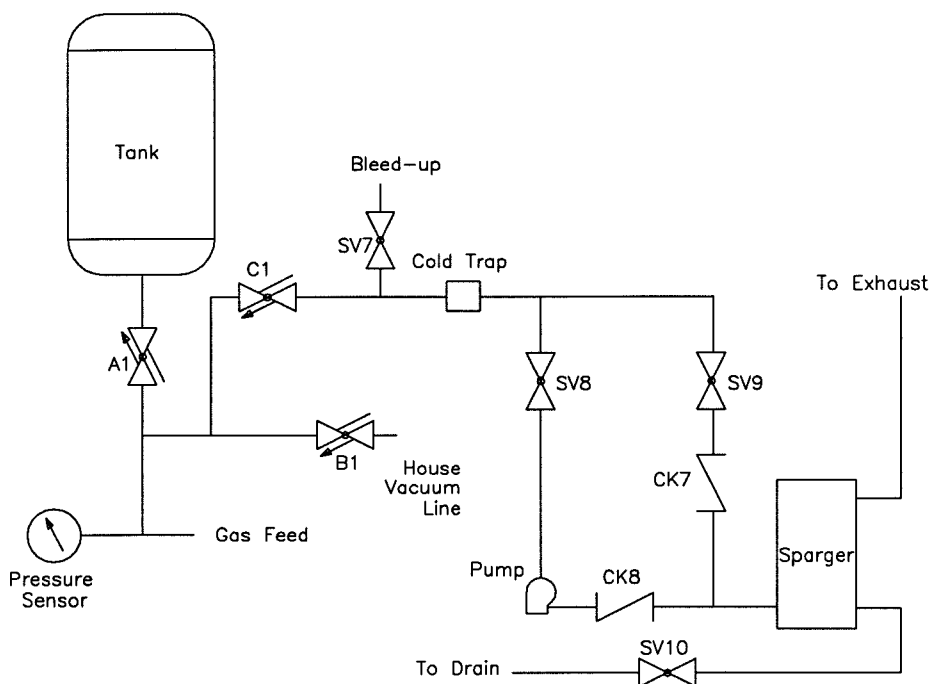 Tank
Bleed-up
SV7
Cold Trap
C1
To Exhaust
A1
SV8
SV9
B1
House
Vacuum
Line
CK7
Gas Feed
Sparger
Pressure
Sensor
Pump
CK8
SV10
To Drain